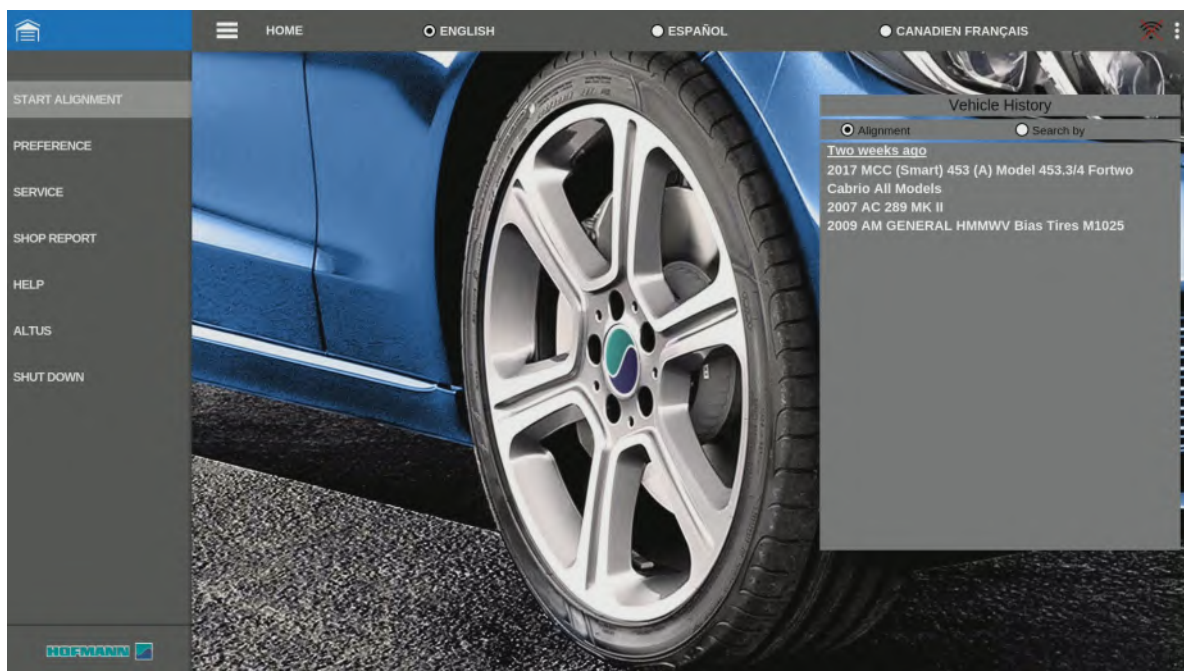 HOME
ENGLISH
ESPAÑOL
CANADIEN FRANÇAIS
START ALIGNMENT
PREFERENCE
SERVICE
SHOP REPORT
HELP
ALTUS
SHUT DOWN
HOFMANN
Vehicle History
Alignment
Search by
Two weeks ago
2017 MCC (Smart) 453 (A) Model 453.3/4 Fortwo
Cabrio All Models
2007 AC 289 MK II
2009 AM GENERAL HMMWV Bias Tires M1025